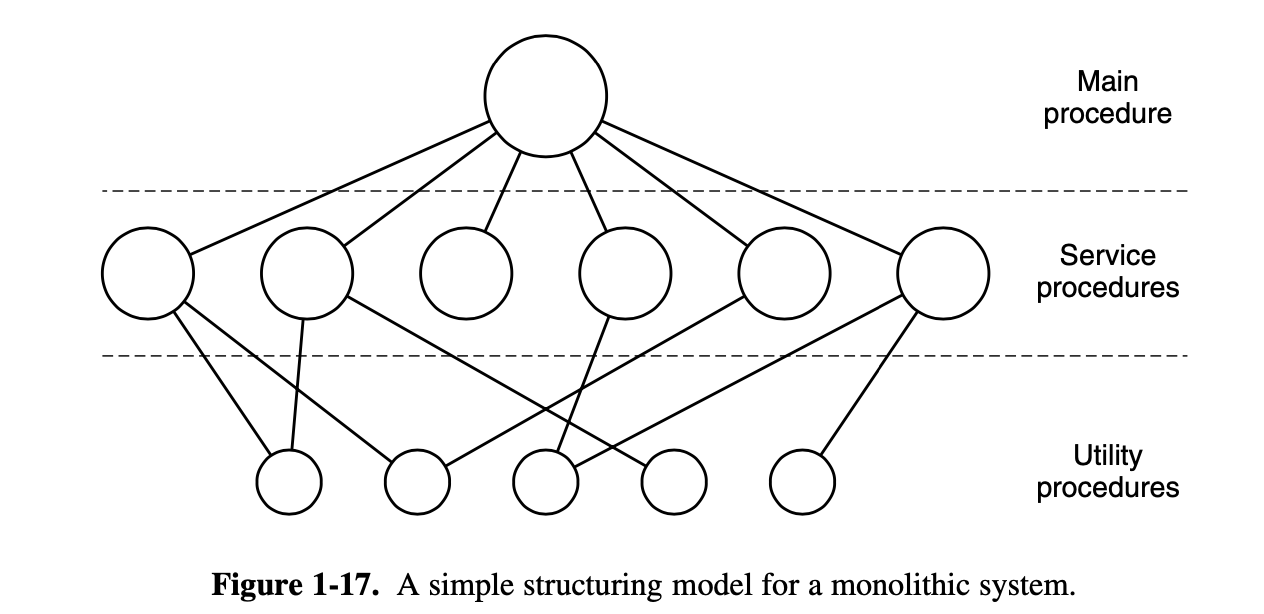 Main
procedure
Service
procedures
Utility
procedures
Figure 1-17. A simple structuring model for a monolithic system.